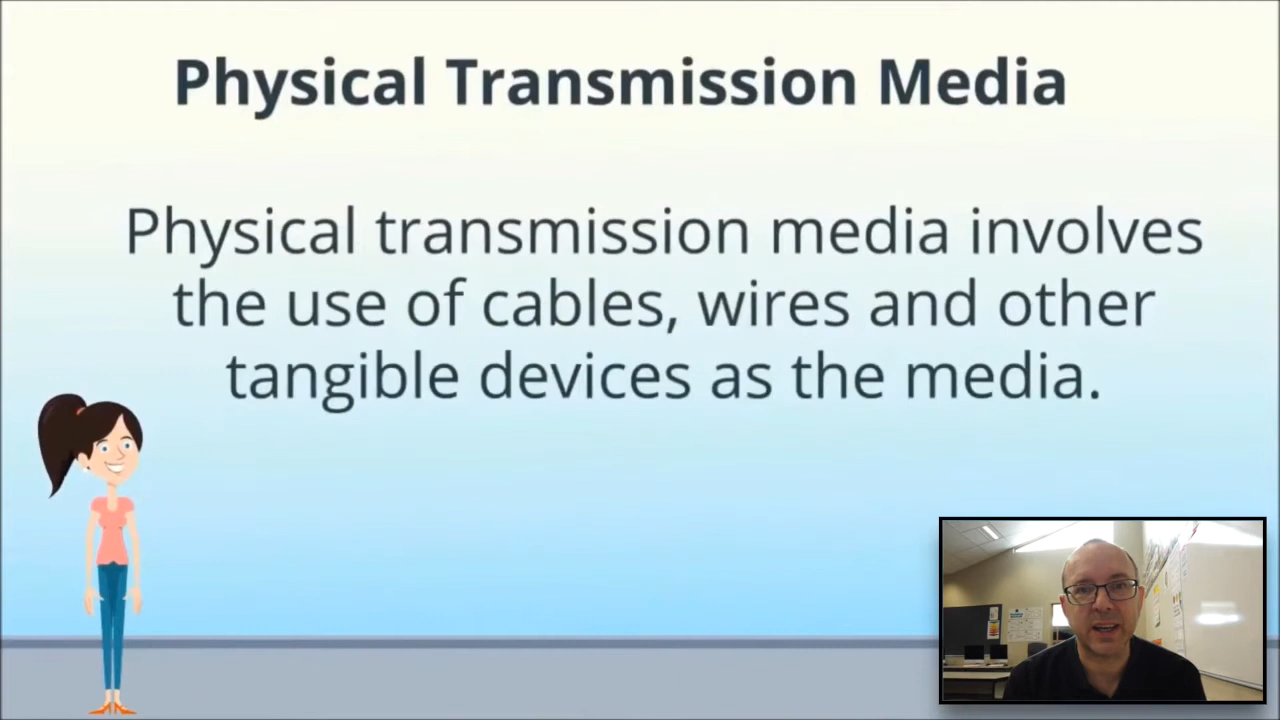 Physical Transmission Media
Physical transmission media involves
the use of cables, wires and other
tangible devices as the media.